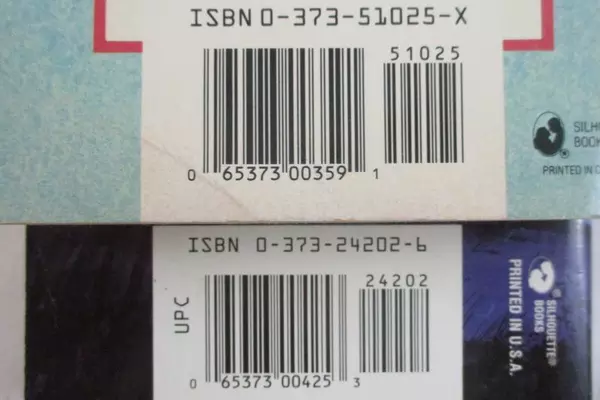 ISBN 0-373-51025-X
51025
0 65373 00359 1
SILH
BOOK
PRINTED IN C
ISBN 0-373-24202-6
24202
UPC
0 65373 00425 3
SILHOUETTE®
BOOKS
PRINTED IN U.S.A.